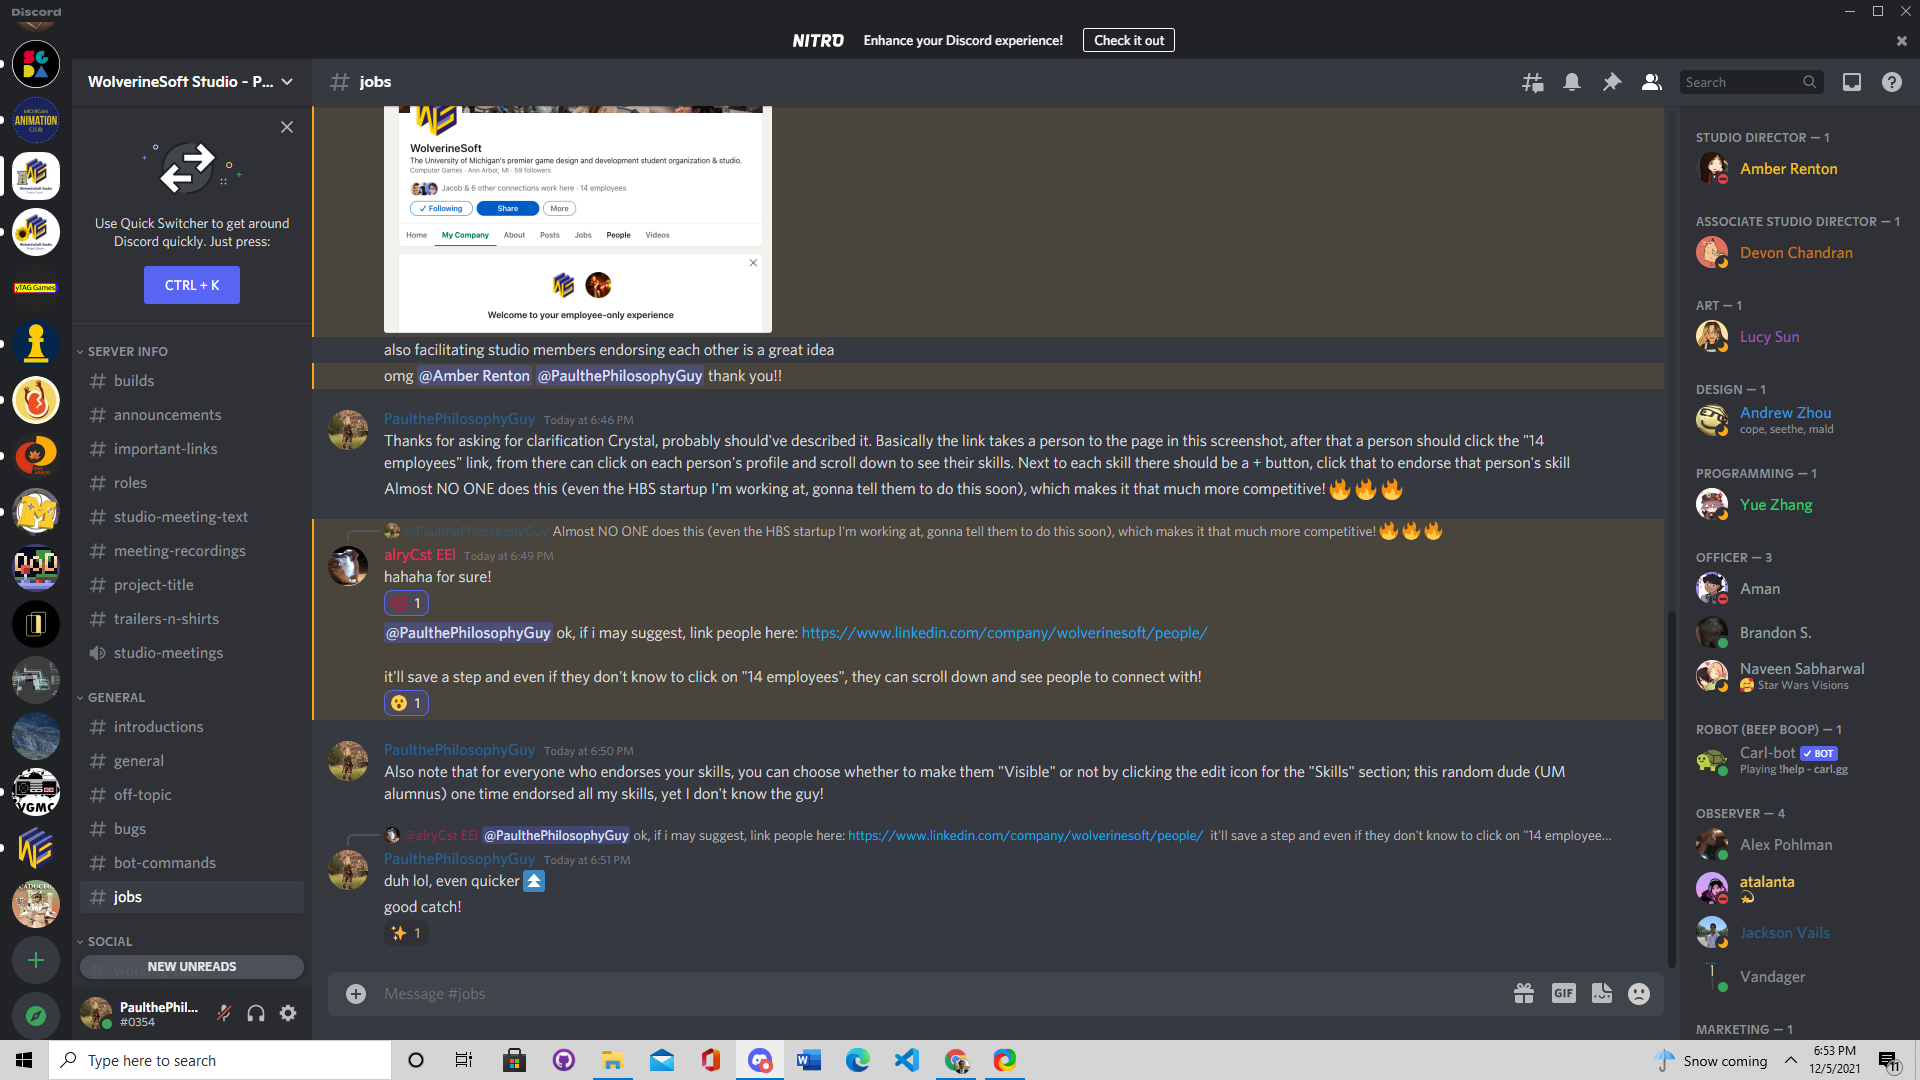 Discord
NITRO Enhance your Discord experience! Check it out
WolverineSoft Studio - P...
Use Quick Switcher to get around
Discord quickly. Just press:
CTRL + K
SERVER INFO
builds
announcements
important-links
roles
studio-meeting-text
meeting-recordings
project-title
trailers-n-shirts
studio-meetings
GENERAL
introductions
general
off-topic
bugs
bot-commands
jobs
SOCIAL
NEW UNREADS
PaulthePhil...
#0354
MICHIGAN
ANIMATION
CLUB
yTAG Games
VGMC
jobs
Search
WolverineSoft
The University of Michigan's premier game design and development student organization & studio.
Computer Games · Ann Arbor, MI · 59 followers
Jacob & 6 other connections work here · 14 employees
✓ Following Share More
Home My Company About Posts Jobs People Videos
Welcome to your employee-only experience
also facilitating studio members endorsing each other is a great idea
omg @Amber Renton @PaulthePhilosophyGuy thank you!!
PaulthePhilosophyGuy Today at 6:46 PM
Thanks for asking for clarification Crystal, probably should've described it. Basically the link takes a person to the page in this screenshot, after that a person should click the "14
employees" link, from there can click on each person's profile and scroll down to see their skills. Next to each skill there should be a + button, click that to endorse that person's skill
Almost NO ONE does this (even the HBS startup I'm working at, gonna tell them to do this soon), which makes it that much more competitive! 🔥 🔥 🔥
@PaulthePhilosophyGuy Almost NO ONE does this (even the HBS startup I'm working at, gonna tell them to do this soon), which makes it that much more competitive! 🔥 🔥 🔥
alryCst EEl Today at 6:49 PM
hahaha for sure!
💯 1
@PaulthePhilosophyGuy ok, if i may suggest, link people here: https://www.linkedin.com/company/wolverinesoft/people/
it'll save a step and even if they don't know to click on "14 employees", they can scroll down and see people to connect with!
😮 1
PaulthePhilosophyGuy Today at 6:50 PM
Also note that for everyone who endorses your skills, you can choose whether to make them "Visible" or not by clicking the edit icon for the "Skills" section; this random dude (UM
alumnus) one time endorsed all my skills, yet I don't know the guy!
@alryCst EEl @PaulthePhilosophyGuy ok, if i may suggest, link people here: https://www.linkedin.com/company/wolverinesoft/people/ it'll save a step and even if they don't know to click on "14 employee...
PaulthePhilosophyGuy Today at 6:51 PM
duh lol, even quicker ⏫
good catch!
✨ 1
Message #jobs
GIF
STUDIO DIRECTOR — 1
Amber Renton
ASSOCIATE STUDIO DIRECTOR — 1
Devon Chandran
ART — 1
Lucy Sun
DESIGN — 1
Andrew Zhou
cope, seethe, mald
PROGRAMMING — 1
Yue Zhang
OFFICER — 3
Aman
Brandon S.
Naveen Sabharwal
🥰 Star Wars Visions
ROBOT (BEEP BOOP) — 1
Carl-bot ✓ BOT
Playing !help - carl.gg
OBSERVER — 4
Alex Pohlman
atalanta
💫
Jackson Vails
Vandager
MARKETING — 1
Type here to search
Snow coming
6:53 PM
12/5/2021
11